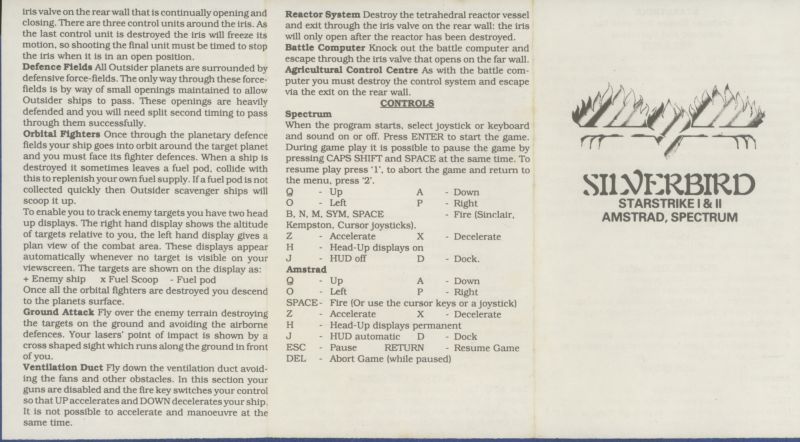 iris valve on the rear wall that is continually opening and
closing. There are three control units around the iris. As
the last control unit is destroyed the iris will freeze its
motion, so shooting the final unit must be timed to stop
the iris when it is in an open position.
Defence Fields All Outsider planets are surrounded by
defensive force-fields. The only way through these force-
fields is by way of small openings maintained to allow
Outsider ships to pass. These openings are heavily
defended and you will need split second timing to pass
through them successfully.
Orbital Fighters Once through the planetary defence
fields your ship goes into orbit around the target planet
and you must face its fighter defences. When a ship is
destroyed it sometimes leaves a fuel pod, collide with
this to replenish your own fuel supply. If a fuel pod is not
collected quickly then Outsider scavenger ships will
scoop it up.
To enable you to track enemy targets you have two head
up displays. The right hand display shows the altitude
of targets relative to you, the left hand display gives a
plan view of the combat area. These displays appear
automatically whenever no target is visible on your
viewscreen. The targets are shown on the display as:
+ Enemy ship x Fuel Scoop - Fuel pod
Once all the orbital fighters are destroyed you descend
to the planets surface.
Ground Attack Fly over the enemy terrain destroying
the targets on the ground and avoiding the airborne
defences. Your lasers' point of impact is shown by a
cross shaped sight which runs along the ground in front
of you.
Ventilation Duct Fly down the ventilation duct avoid-
ing the fans and other obstacles. In this section your
guns are disabled and the fire key switches your control
so that UP accelerates and DOWN decelerates your ship.
It is not possible to accelerate and manoeuvre at the
same time.
Reactor System Destroy the tetrahedral reactor vessel
and exit through the iris valve on the rear wall: the iris
will only open after the reactor has been destroyed.
Battle Computer Knock out the battle computer and
escape through the iris valve that opens on the far wall.
Agricultural Control Centre As with the battle com-
puter you must destroy the control system and escape
via the exit on the rear wall.
CONTROLS
Spectrum
When the program starts, select joystick or keyboard
and sound on or off. Press ENTER to start the game.
During game play it is possible to pause the game by
pressing CAPS SHIFT and SPACE at the same time. To
resume play press '1', to abort the game and return to
the menu, press '2'.
Q - Up A - Down
O - Left P - Right
B, N, M, SYM, SPACE - Fire (Sinclair,
Kempston, Cursor joysticks).
Z - Accelerate X - Decelerate
H - Head-Up displays on
J - HUD off D - Dock.
Amstrad
Q - Up A - Down
O - Left P - Right
SPACE - Fire (Or use the cursor keys or a joystick)
Z - Accelerate X - Decelerate
H - Head-Up displays permanent
J - HUD automatic D - Dock
ESC - Pause RETURN - Resume Game
DEL - Abort Game (while paused)
SILVERBIRD
STARSTRIKE I & II
AMSTRAD, SPECTRUM